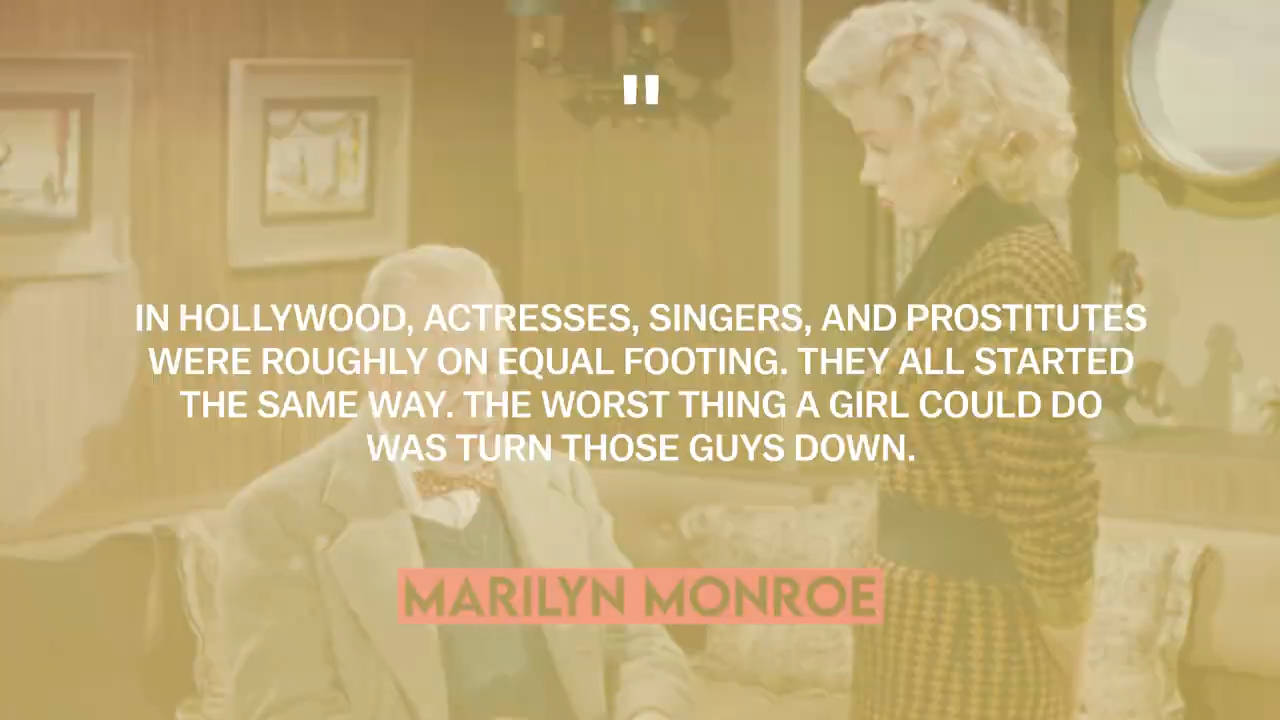 "
IN HOLLYWOOD, ACTRESSES, SINGERS, AND PROSTITUTES
WERE ROUGHLY ON EQUAL FOOTING. THEY ALL STARTED
THE SAME WAY. THE WORST THING A GIRL COULD DO
WAS TURN THOSE GUYS DOWN.
MARILYN MONROE